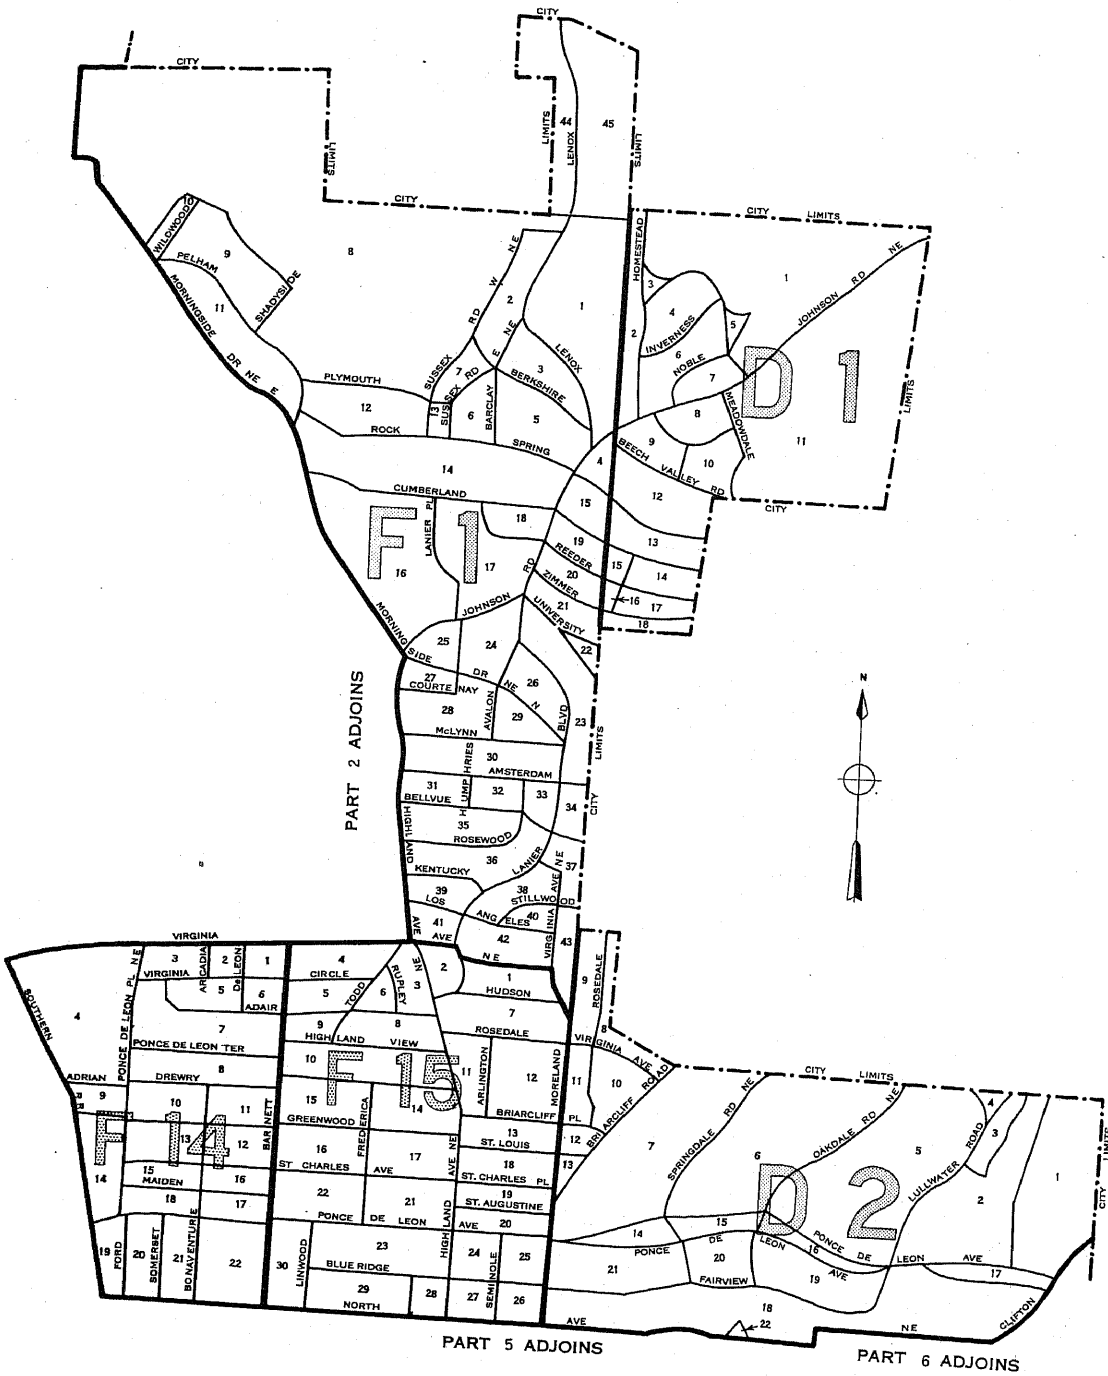 CITY
CITY
LIMITS
LIMITS
44
LENOX
45
LIMITS
CITY
CITY LIMITS
10
WILDWOOD
9
PELHAM
8
SHADYSIDE
11
MORNINGSIDE
DR NE
SUSSEX RD W NE
2
1
HOMESTEAD
3
4
5
1
JOHNSON RD NE
INVERNESS
2
6
NOBLE
7
D 1
LIMITS
LENOX
3
BERKSHIRE
7
SUSSEX RD E NE
PLYMOUTH
12
13
6
BARCLAY
5
ROCK
SPRING
4
8
MEADOWDALE
11
9
BEECH VALLEY RD
10
14
CUMBERLAND
15
12
CITY
F 1
LANIER PL
18
19
13
REEDER
15
14
16
17
20
ZIMMER
16
17
21
18
RD
JOHNSON
UNIVERSITY
MORNINGSIDE
DR NE
25
24
22
N
27
COURTENAY
26
28
AVALON
29
BLVD
23
McLYNN
LIMITS
PART 2 ADJOINS
HUMPHRIES
30
AMSTERDAM
31
BELLVUE
32
33
34
CITY
HIGHLAND
35
ROSEWOOD
36
LANIER
37
KENTUCKY
39
38
STILLWOOD
VIRGINIA AVE NE
LOS ANGELES
40
41
AVE
AVE
42
43
NE
VIRGINIA
SOUTHERN
4
PONCE DE LEON PL NE
3
VIRGINIA
ARCADIA
2
DeLEON
1
4
CIRCLE
5
TODD
RUPLEY
6
3
NE
2
1
HUDSON
9
ROSEDALE
5
6
ADAIR
7
PONCE DE LEON TER
9
8
HIGHLAND VIEW
10
7
ROSEDALE
8
VIRGINIA AVE
ROAD
ADRIAN
9
8
DREWRY
F 15
11
ARLINGTON
12
MORELAND
11
10
CITY LIMITS
10
11
15
14
GREENWOOD
FREDERICA
BRIARCLIFF PL
BRIARCLIFF
F 14
13
12
BARNETT
16
17
13
ST. LOUIS
12
7
SPRINGDALE RD NE
6
OAKDALE RD NE
5
LULLWATER ROAD
4
3
2
1
LIMITS
14
15
MAIDEN
16
ST CHARLES AVE
AVE NE
18
ST. CHARLES PL
13
D 2
CITY
18
17
22
21
19
ST. AUGUSTINE
PONCE DE LEON AVE
20
14
15
PONCE DE LEON AVE
PONCE DE LEON AVE
16
19
FORD
20
SOMERSET
21
BONAVENTURE
22
30
LINWOOD
23
BLUE RIDGE
HIGHLAND
24
SEMINOLE
25
21
20
FAIRVIEW
19
17
29
NORTH
28
27
26
AVE
18
22
NE
CLIFTON
PART 5 ADJOINS
PART 6 ADJOINS